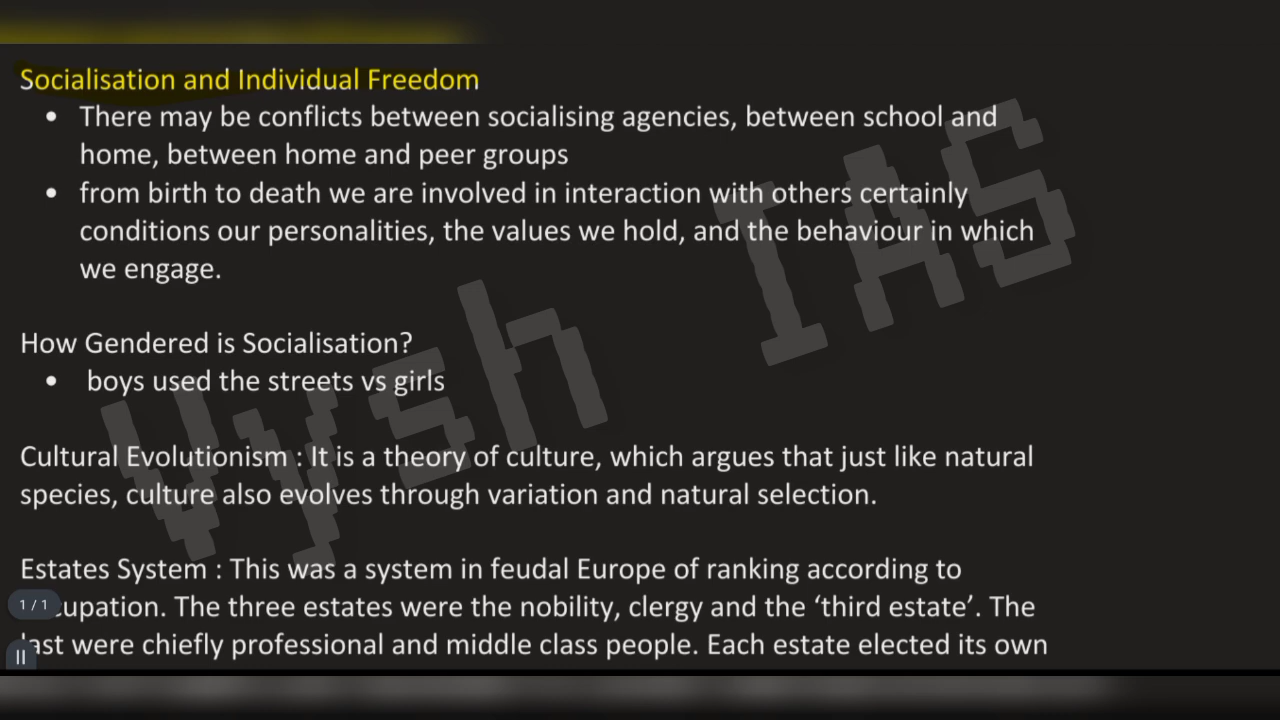 Socialisation and Individual Freedom
• There may be conflicts between socialising agencies, between school and
home, between home and peer groups
• from birth to death we are involved in interaction with others certainly
conditions our personalities, the values we hold, and the behaviour in which
we engage.
How Gendered is Socialisation?
• boys used the streets vs girls
Cultural Evolutionism : It is a theory of culture, which argues that just like natural
species, culture also evolves through variation and natural selection.
Estates System : This was a system in feudal Europe of ranking according to
1 / 1 upation. The three estates were the nobility, clergy and the ‘third estate’. The
last were chiefly professional and middle class people. Each estate elected its own
Vysh IAS